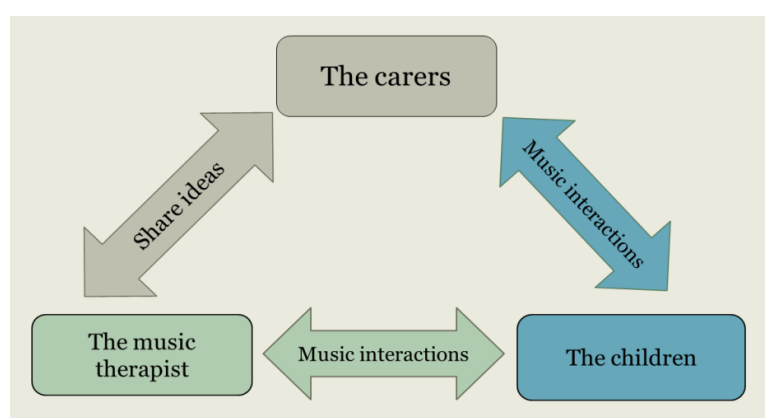 The carers
Share ideas
Music interactions
The music
therapist
Music interactions
The children